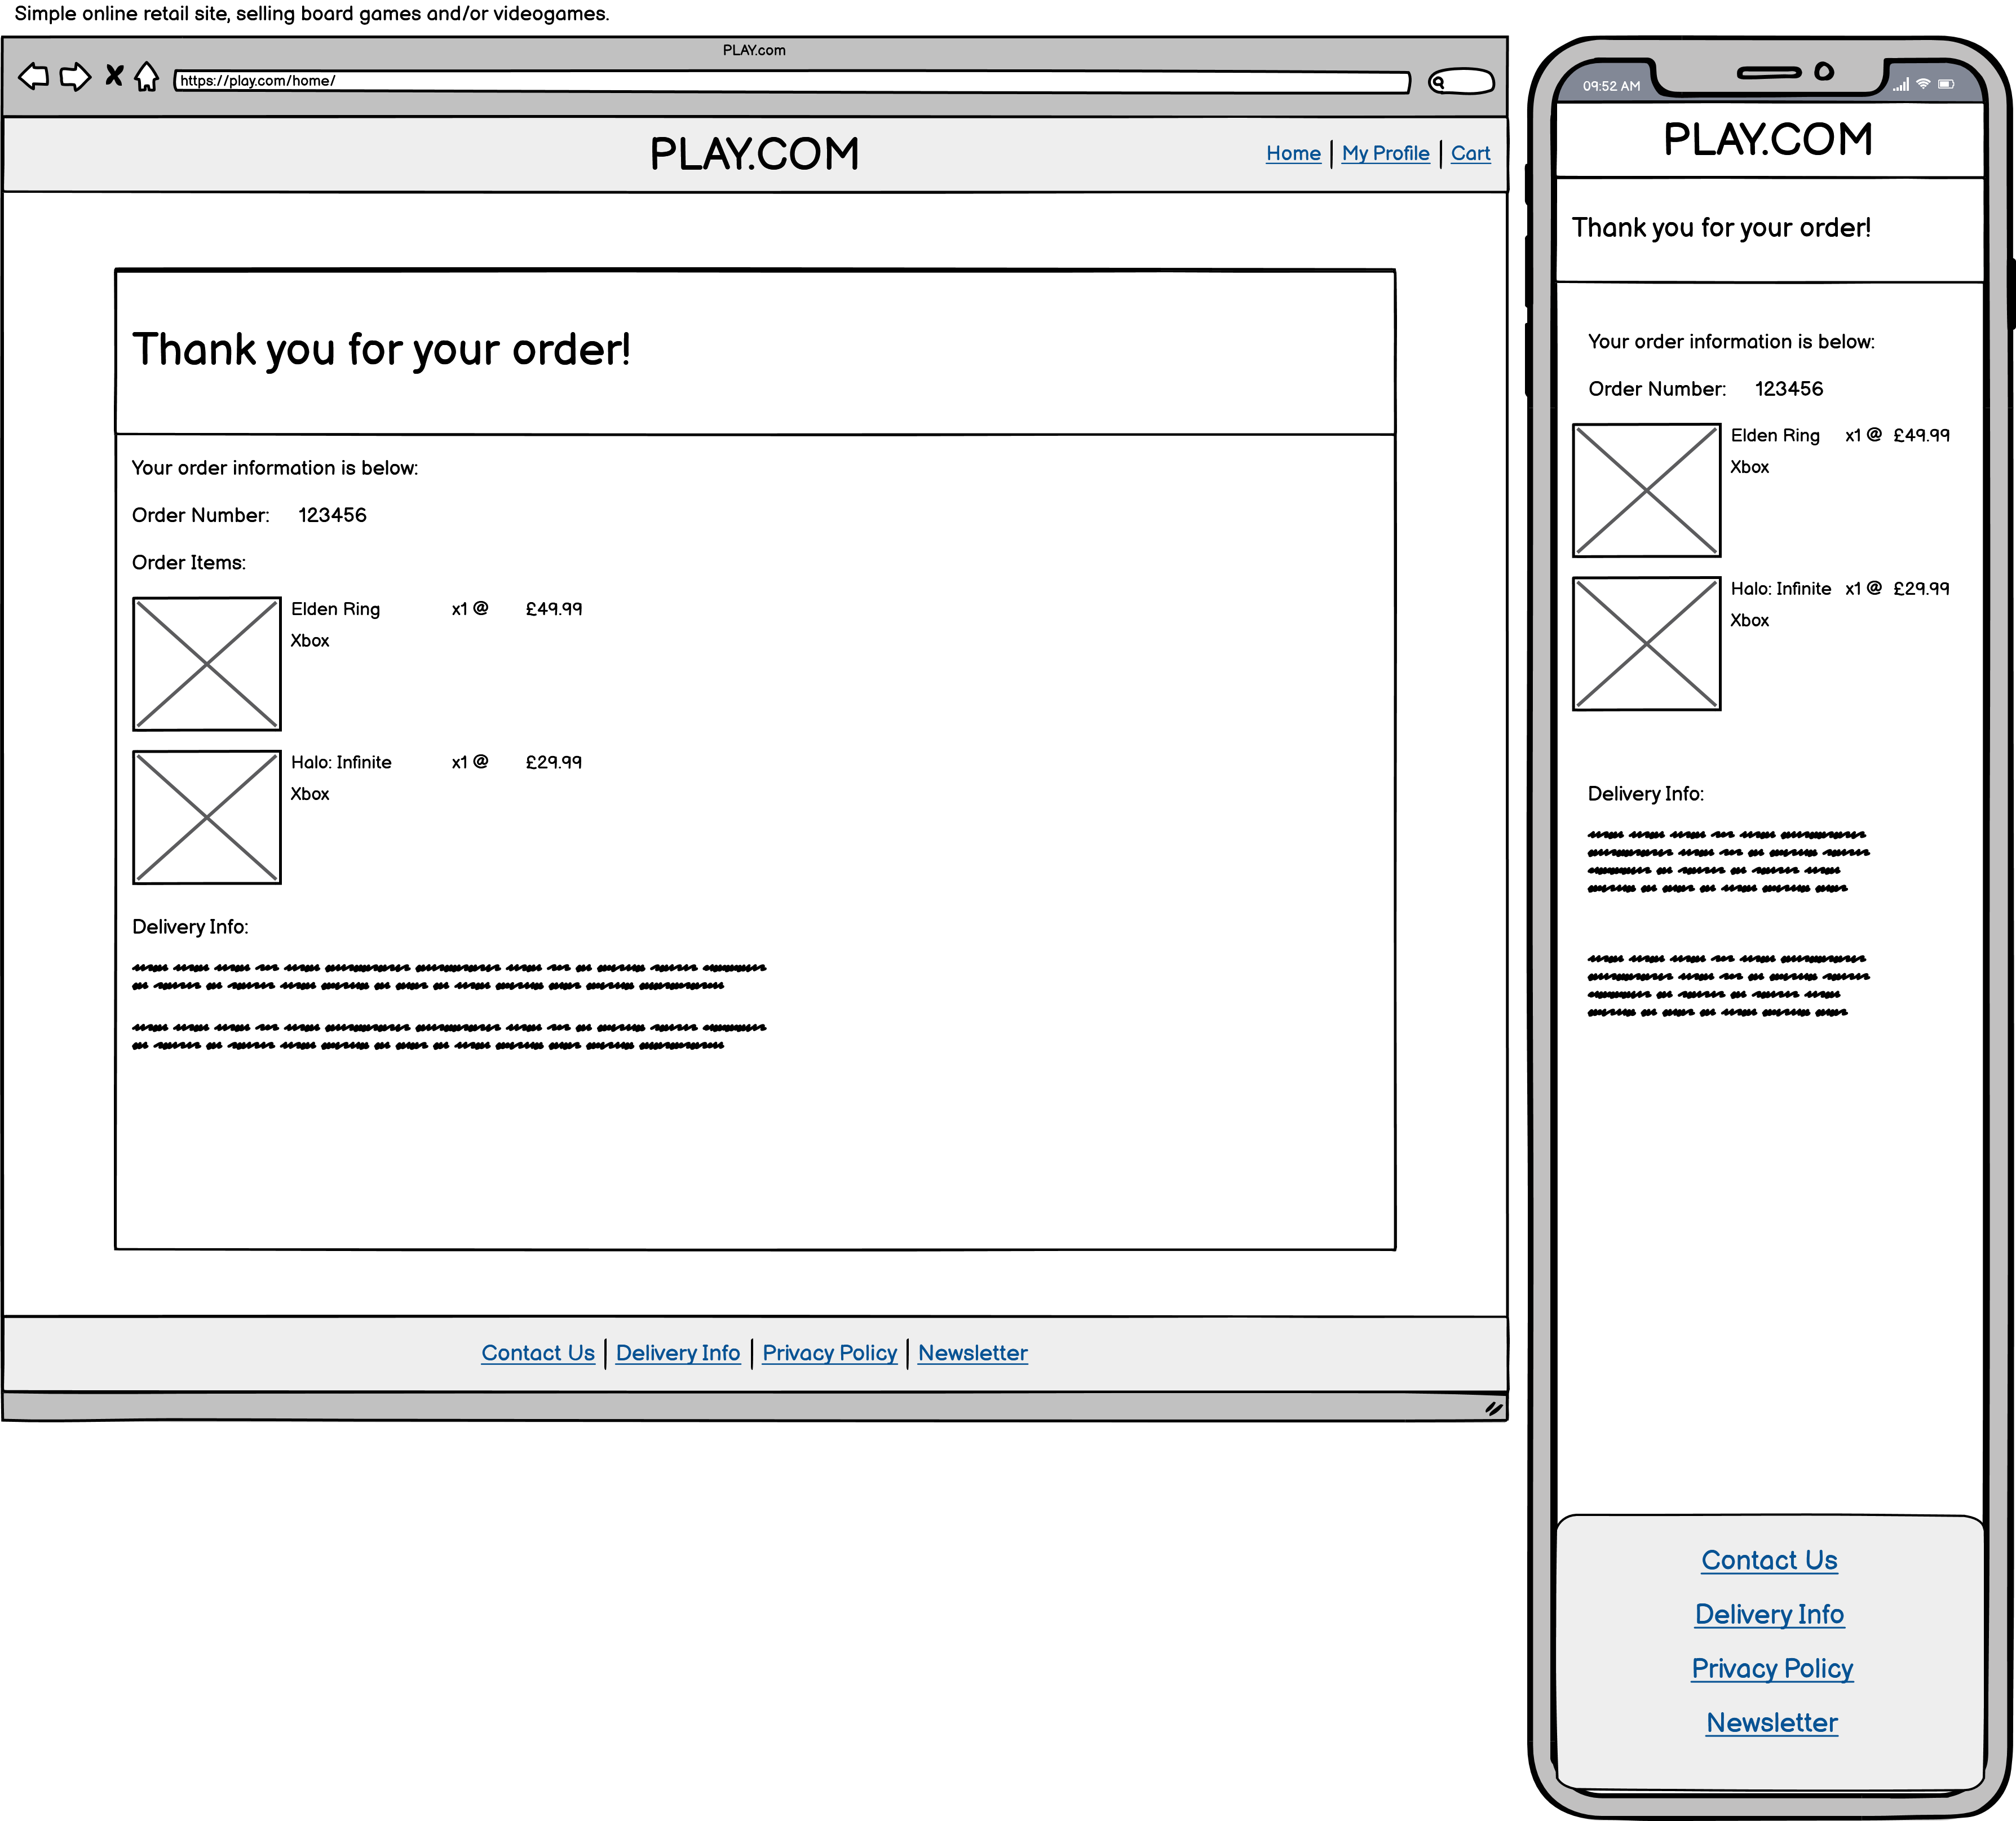 Simple online retail site, selling board games and/or videogames.
PLAY.com
https://play.com/home/
PLAY.COM
Home | My Profile | Cart
Thank you for your order!
Your order information is below:
Order Number: 123456
Order Items:
Elden Ring x1 @ £49.99
Xbox
Halo: Infinite x1 @ £29.99
Xbox
Delivery Info:
Contact Us | Delivery Info | Privacy Policy | Newsletter
09:52 AM
PLAY.COM
Thank you for your order!
Your order information is below:
Order Number: 123456
Elden Ring x1 @ £49.99
Xbox
Halo: Infinite x1 @ £29.99
Xbox
Delivery Info:
Contact Us
Delivery Info
Privacy Policy
Newsletter